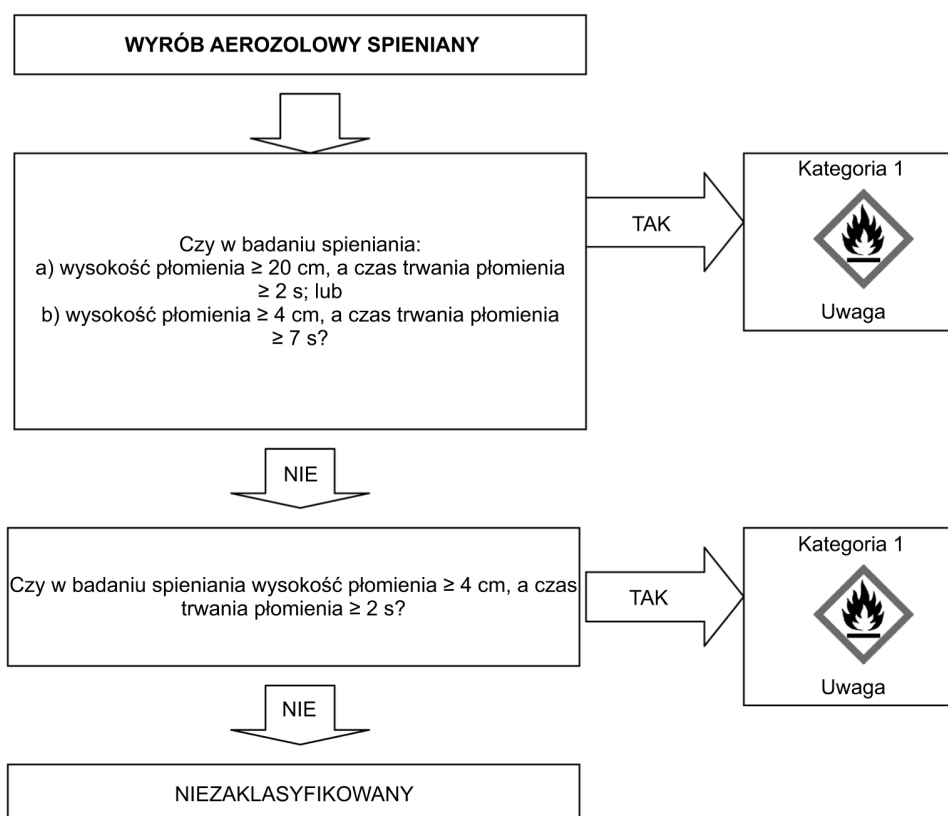 WYRÓB AEROZOLOWY SPIENIANY
Czy w badaniu spieniania:
a) wysokość płomienia ≥ 20 cm, a czas trwania płomienia
≥ 2 s; lub
b) wysokość płomienia ≥ 4 cm, a czas trwania płomienia
≥ 7 s?
TAK
Kategoria 1
Uwaga
NIE
Czy w badaniu spieniania wysokość płomienia ≥ 4 cm, a czas
trwania płomienia ≥ 2 s?
TAK
Kategoria 1
Uwaga
NIE
NIEZAKLASYFIKOWANY